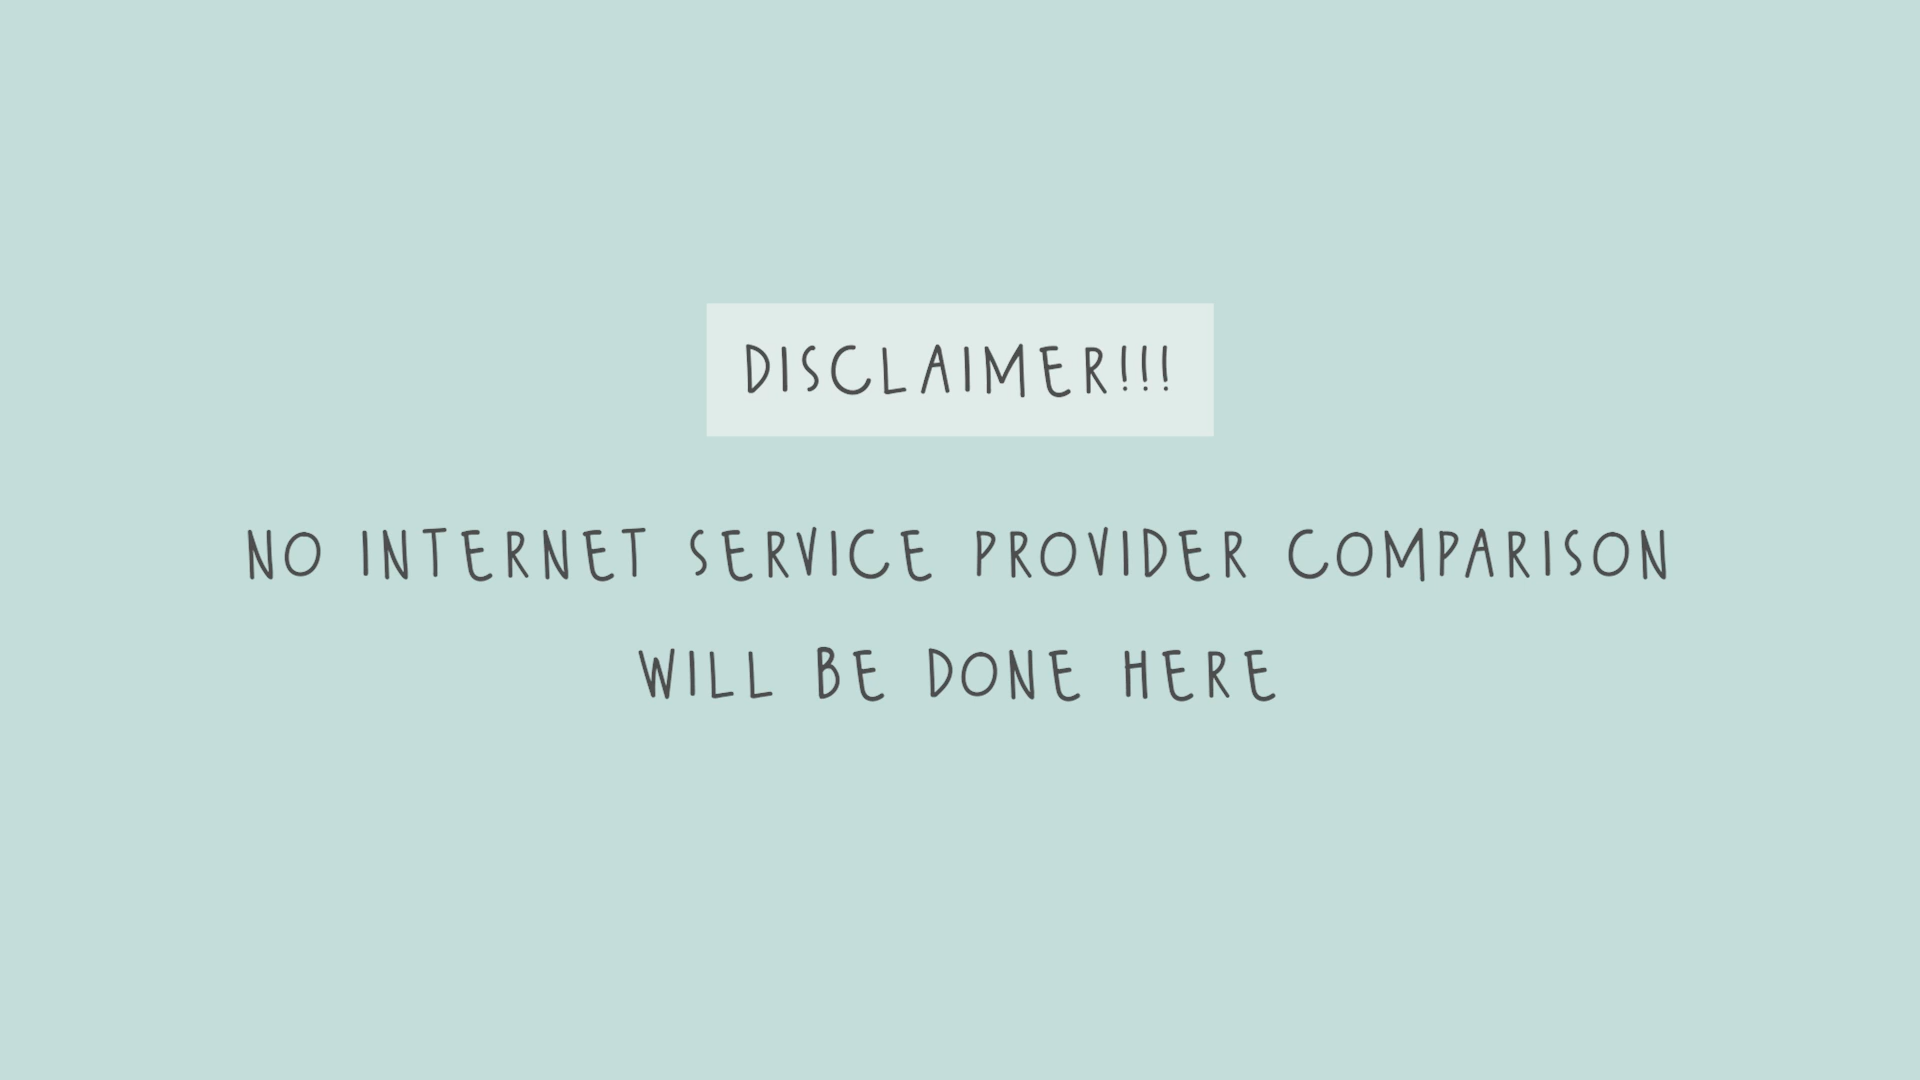 DISCLAIMER!!!
NO INTERNET SERVICE PROVIDER COMPARISON
WILL BE DONE HERE